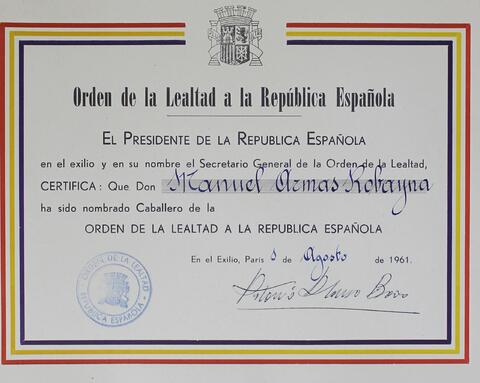 Orden de la Lealtad a la República Española
EL PRESIDENTE DE LA REPUBLICA ESPAÑOLA
en el exilio y en su nombre el Secretario General de la Orden de la Lealtad,
CERTIFICA: Que Don Manuel Armas Robayna
ha sido nombrado Caballero de la
ORDEN DE LA LEALTAD A LA REPUBLICA ESPAÑOLA
En el Exilio, París de Agosto de 1961.
ORDEN DE LA LEALTAD
REPUBLICA ESPAÑOLA